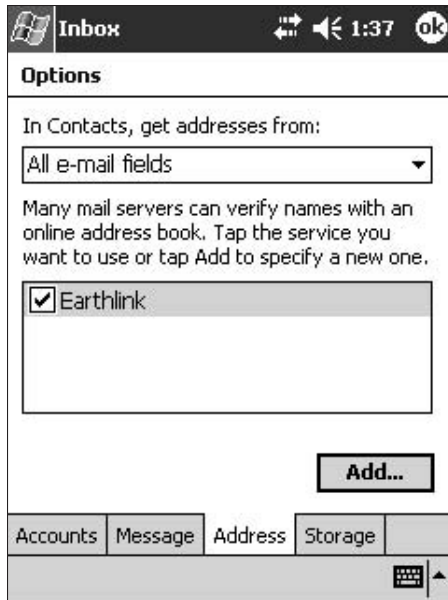 Inbox 1:37 ok
Options
In Contacts, get addresses from:
All e-mail fields
Many mail servers can verify names with an
online address book. Tap the service you
want to use or tap Add to specify a new one.
Earthlink
Add...
Accounts Message Address Storage